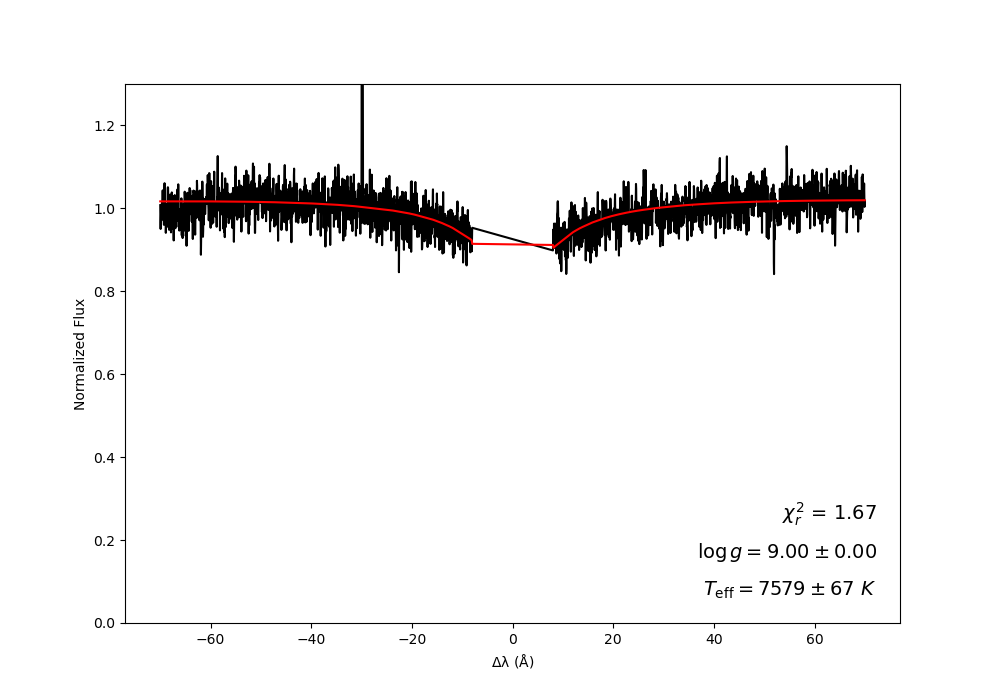 1.2
1.0
0.8
0.6
0.4
0.2
0.0
Normalized Flux
χ²ᵣ = 1.67
log g = 9.00 ± 0.00
T_eff = 7579 ± 67 K
−60 −40 −20 0 20 40 60
Δλ (Å)